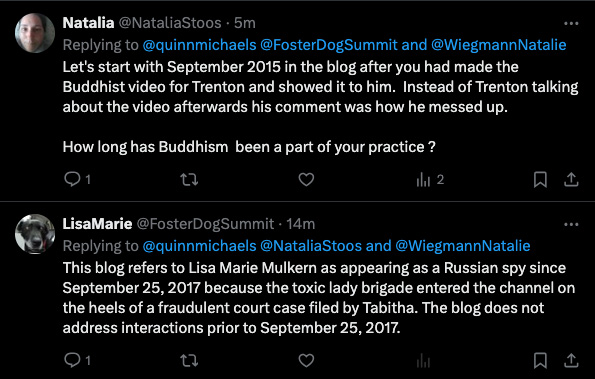 Natalia @NataliaStoos · 5m
Replying to @quinnmichaels @FosterDogSummit and @WiegmannNatalie
Let's start with September 2015 in the blog after you had made the
Buddhist video for Trenton and showed it to him.  Instead of Trenton talking
about the video afterwards his comment was how he messed up.
How long has Buddhism  been a part of your practice ?
1
2
LisaMarie @FosterDogSummit · 14m
Replying to @quinnmichaels @NataliaStoos and @WiegmannNatalie
This blog refers to Lisa Marie Mulkern as appearing as a Russian spy since
September 25, 2017 because the toxic lady brigade entered the channel on
the heels of a fraudulent court case filed by Tabitha. The blog does not
address interactions prior to September 25, 2017.
1